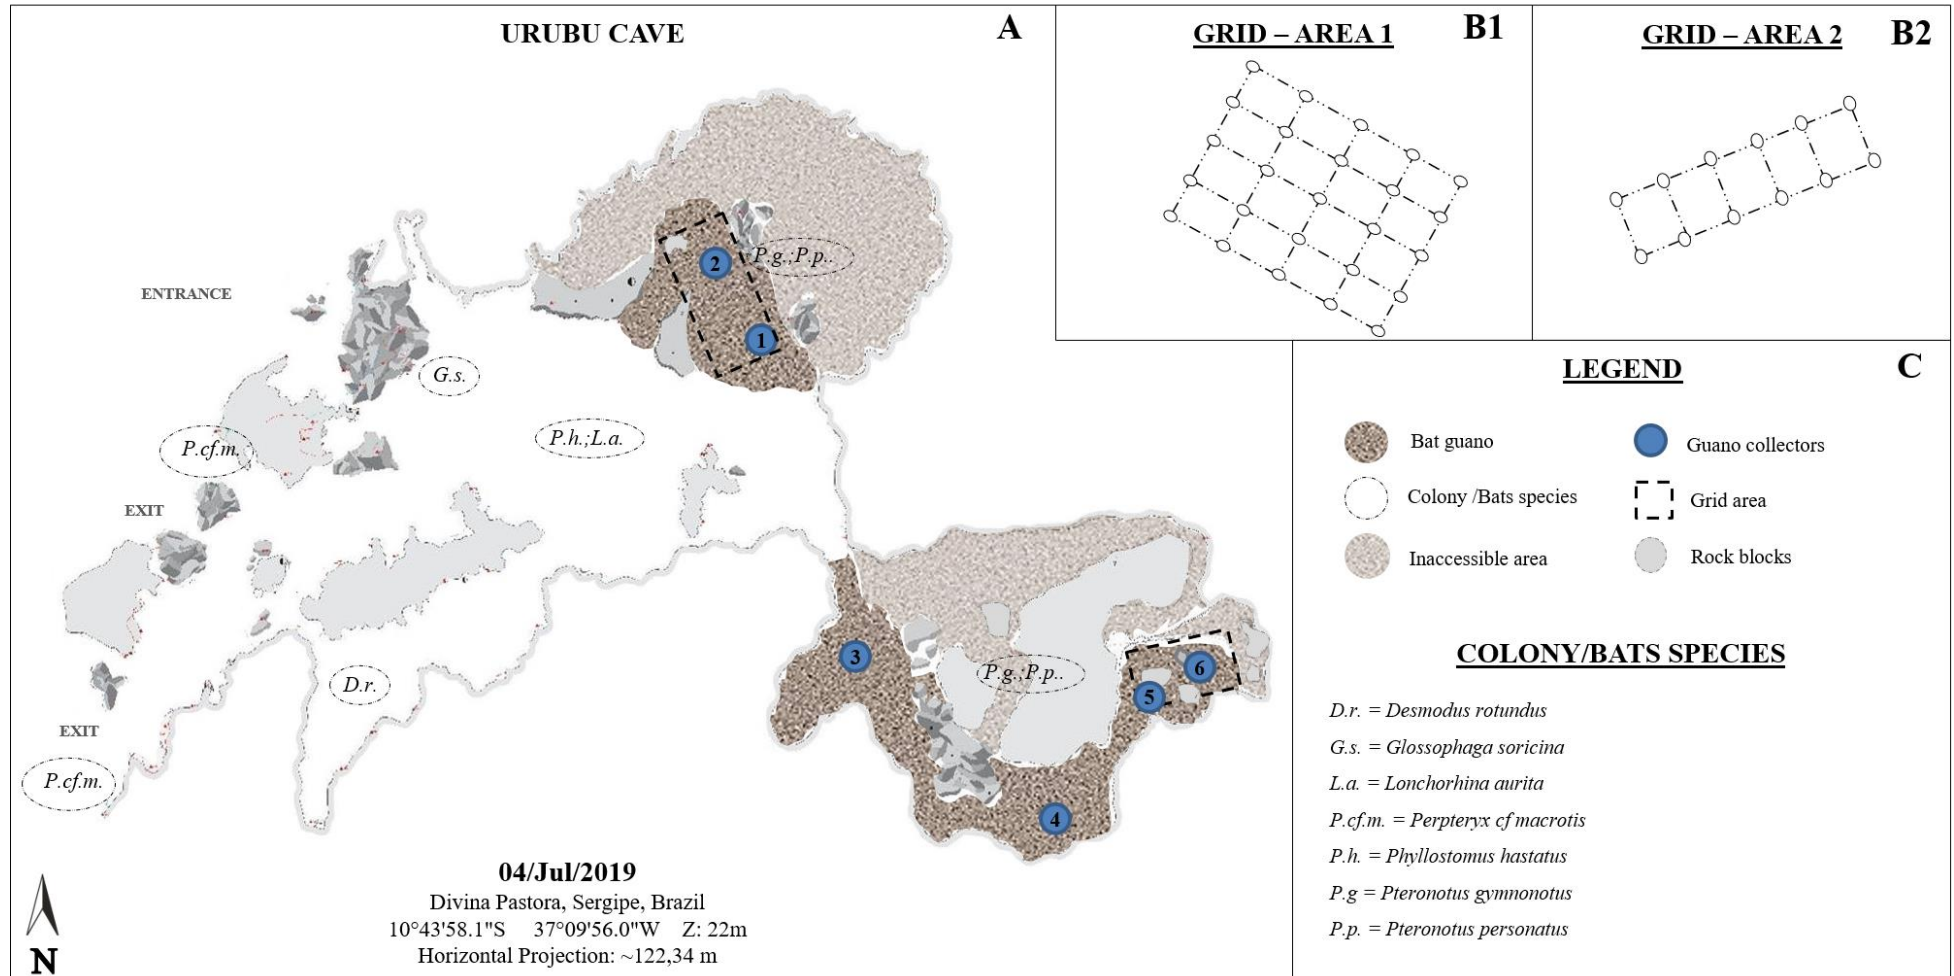 URUBU CAVE
A
ENTRANCE
G.s.
P.cf.m.
P.h.;L.a.
P.g.;P.p..
2
1
EXIT
D.r.
EXIT
P.cf.m.
3
P.g.;P.p..
6
5
4
?
04/Jul/2019
Divina Pastora, Sergipe, Brazil
10°43'58.1"S 37°09'56.0"W Z: 22m
Horizontal Projection: ~122,34 m
N
GRID – AREA 1
B1
GRID – AREA 2
B2
LEGEND
C
Bat guano
Guano collectors
Colony /Bats species
Grid area
Inaccessible area
Rock blocks
COLONY/BATS SPECIES
D.r. = Desmodus rotundus
G.s. = Glossophaga soricina
L.a. = Lonchorhina aurita
P.cf.m. = Perpteryx cf macrotis
P.h. = Phyllostomus hastatus
P.g = Pteronotus gymnonotus
P.p. = Pteronotus personatus